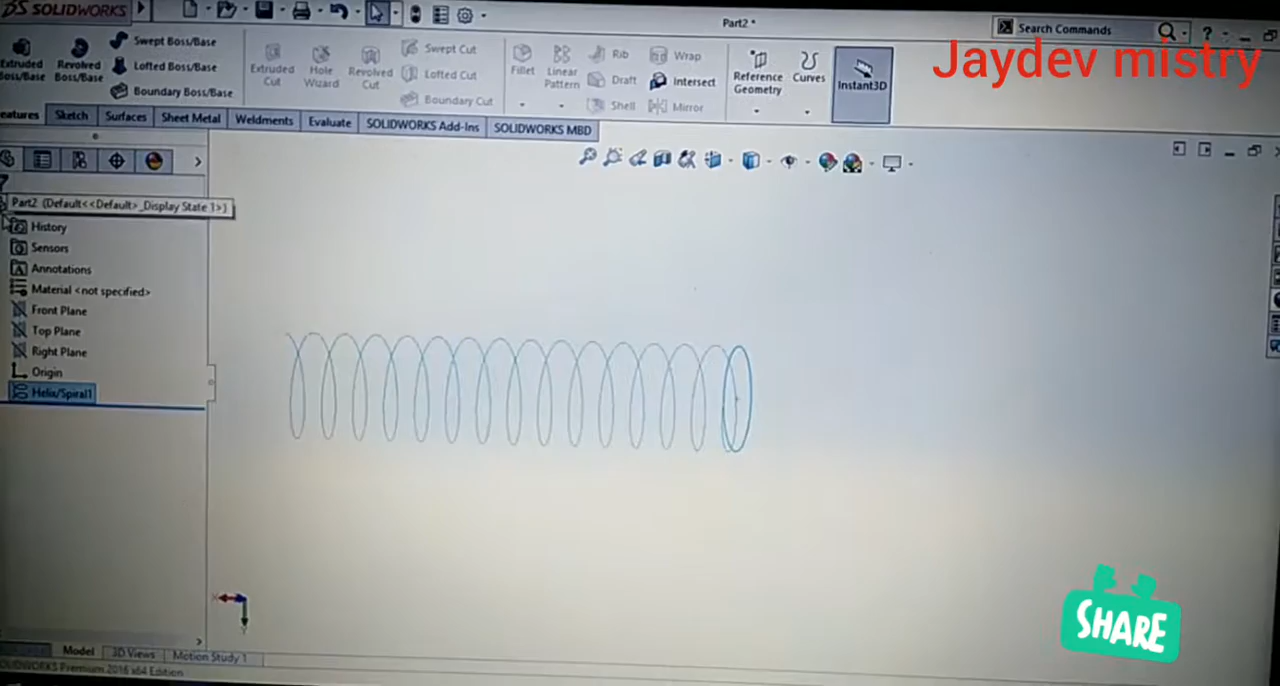 SOLIDWORKS
Part2 *
Search Commands
?
Jaydev mistry
Extruded Boss/Base
Revolved Boss/Base
Swept Boss/Base
Lofted Boss/Base
Boundary Boss/Base
Extruded Cut
Hole Wizard
Revolved Cut
Swept Cut
Lofted Cut
Boundary Cut
Fillet
Linear Pattern
Rib
Draft
Shell
Wrap
Intersect
Mirror
Reference Geometry
Curves
Instant3D
eatures
Sketch
Surfaces
Sheet Metal
Weldments
Evaluate
SOLIDWORKS Add-Ins
SOLIDWORKS MBD
Part2 (Default<<Default>_Display State 1>)
History
Sensors
Annotations
Material <not specified>
Front Plane
Top Plane
Right Plane
Origin
Helix/Spiral1
SHARE
Model
3D Views
Motion Study 1
OLIDWORKS Premium 2016 x64 Edition